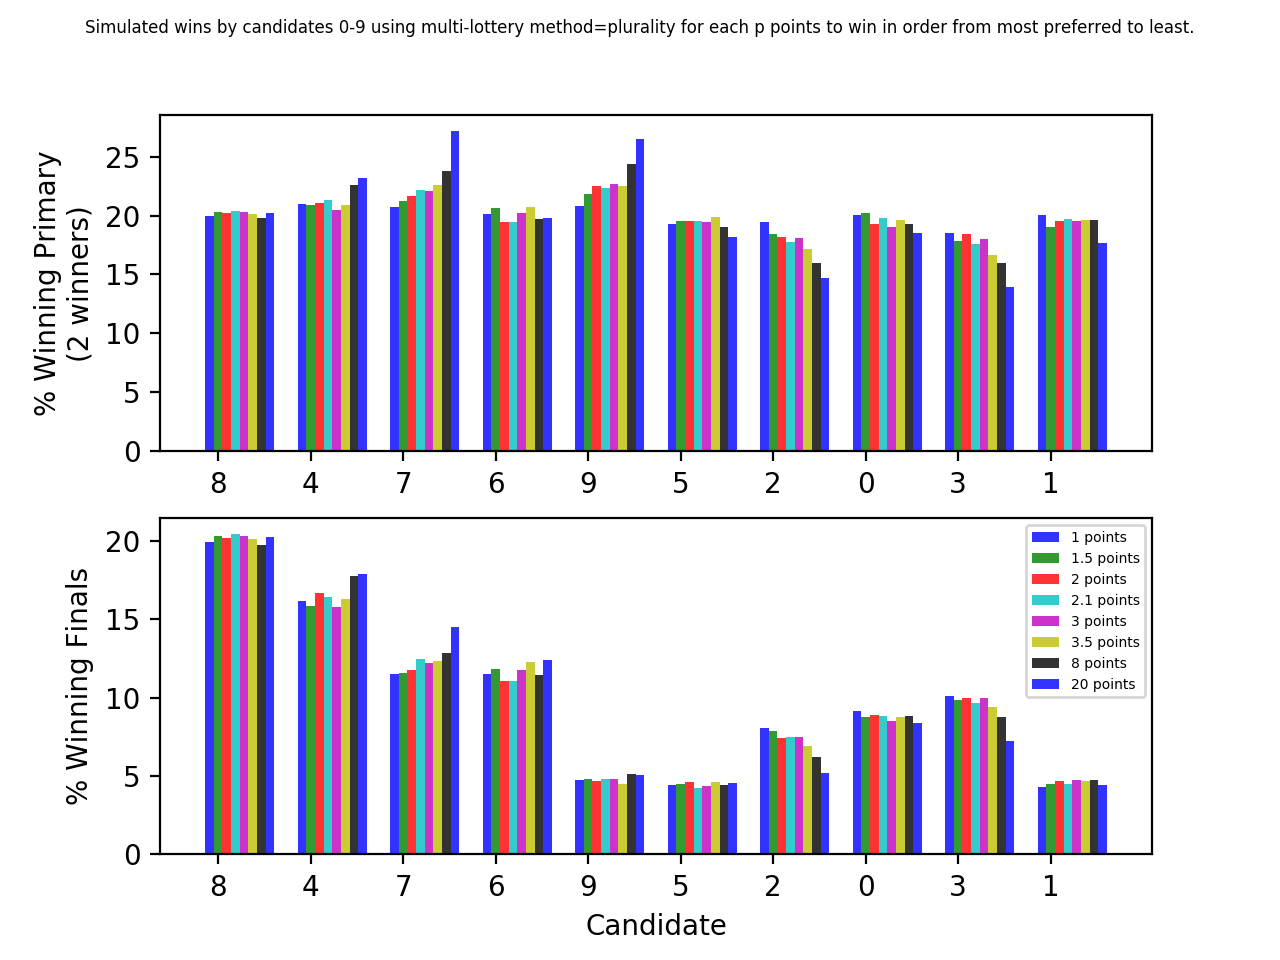 Simulated wins by candidates 0-9 using multi-lottery method=plurality for each p points to win in order from most preferred to least.
% Winning Primary
(2 winners)
25
20
15
10
5
0
8 4 7 6 9 5 2 0 3 1
% Winning Finals
20
15
10
5
0
1 points
1.5 points
2 points
2.1 points
3 points
3.5 points
8 points
20 points
8 4 7 6 9 5 2 0 3 1
Candidate